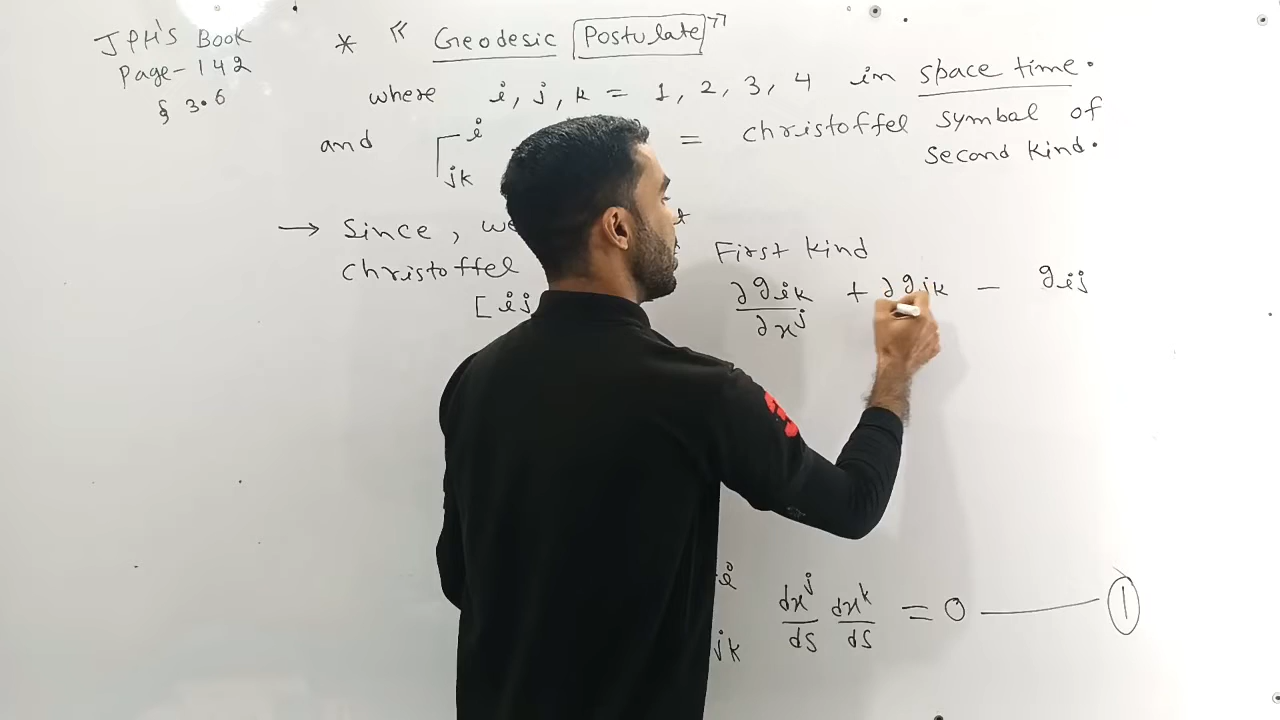 JPH's Book
Page-142
§ 3.6
* " Geodesic Postulate "
where i, j, k = 1, 2, 3, 4 in space time.
and Γ^i_jk = christoffel symbol of second kind.
→ Since, we
christoffel First kind
[ij ∂g_ik/∂x^j + ∂g_jk - g_ij
i
jk dx^j/ds dx^k/ds = 0 ——— ①